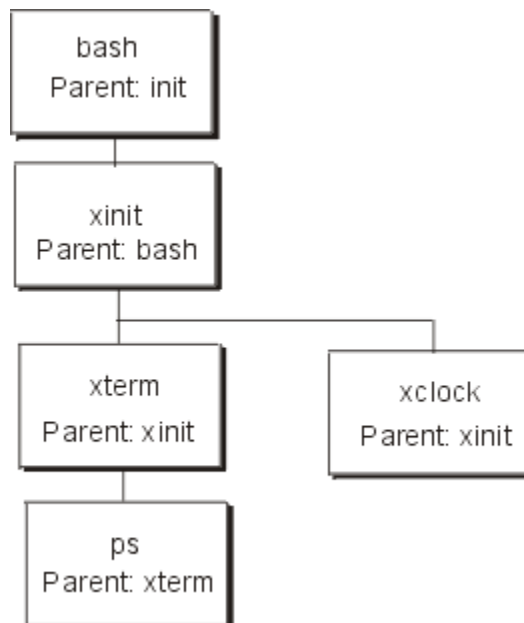 bash
Parent: init
xinit
Parent: bash
xterm
Parent: xinit
xclock
Parent: xinit
ps
Parent: xterm